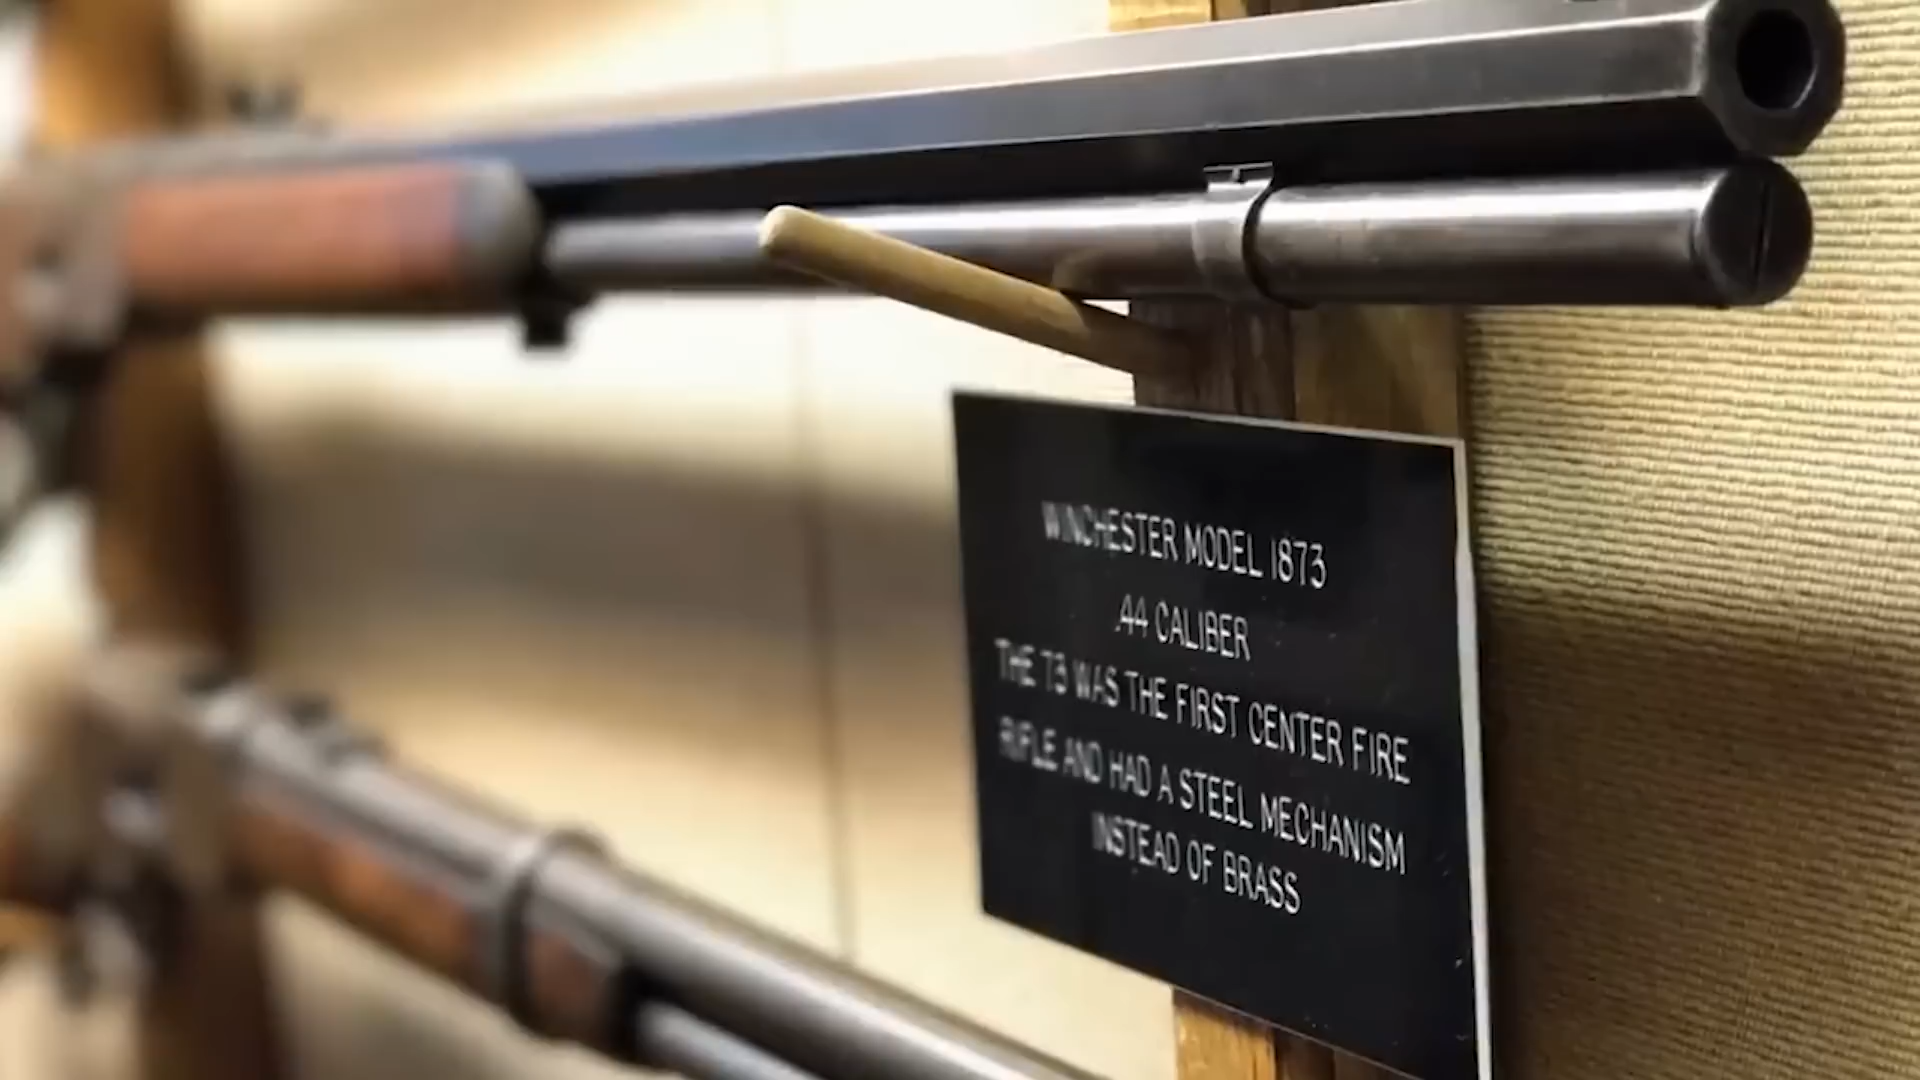 WINCHESTER MODEL 1873
.44 CALIBER
THE 73 WAS THE FIRST CENTER FIRE
RIFLE AND HAD A STEEL MECHANISM
INSTEAD OF BRASS